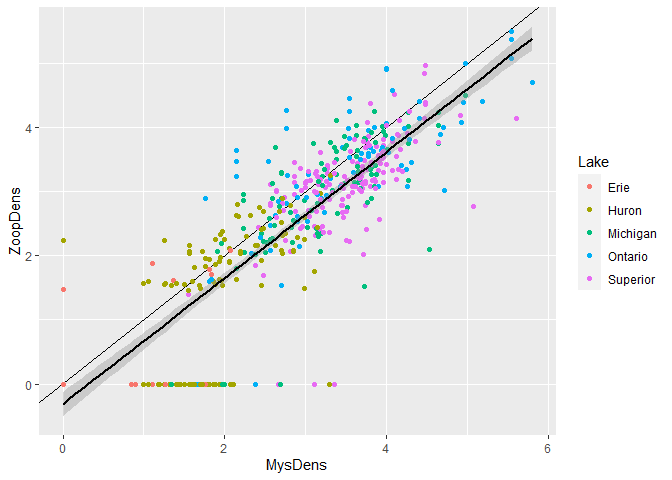 ZoopDens
4
2
0
0
2
4
6
MysDens
Lake
Erie
Huron
Michigan
Ontario
Superior